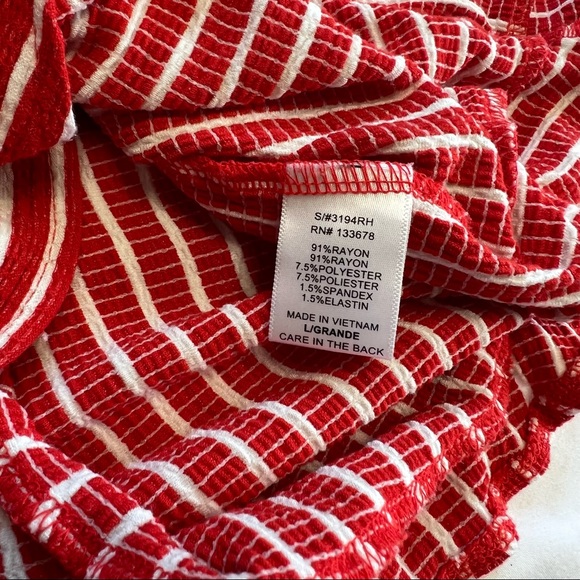 S/#3194RH
RN# 133678
91%RAYON
91%RAYON
7.5%POLYESTER
7.5%POLIESTER
1.5%SPANDEX
1.5%ELASTIN
MADE IN VIETNAM
L/GRANDE
CARE IN THE BACK